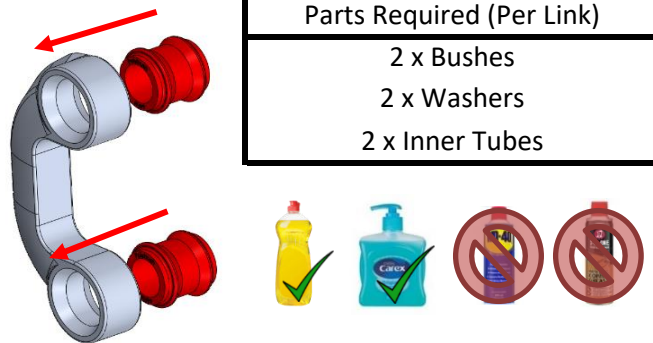 Parts Required (Per Link)
2 x Bushes
2 x Washers
2 x Inner Tubes
Carex